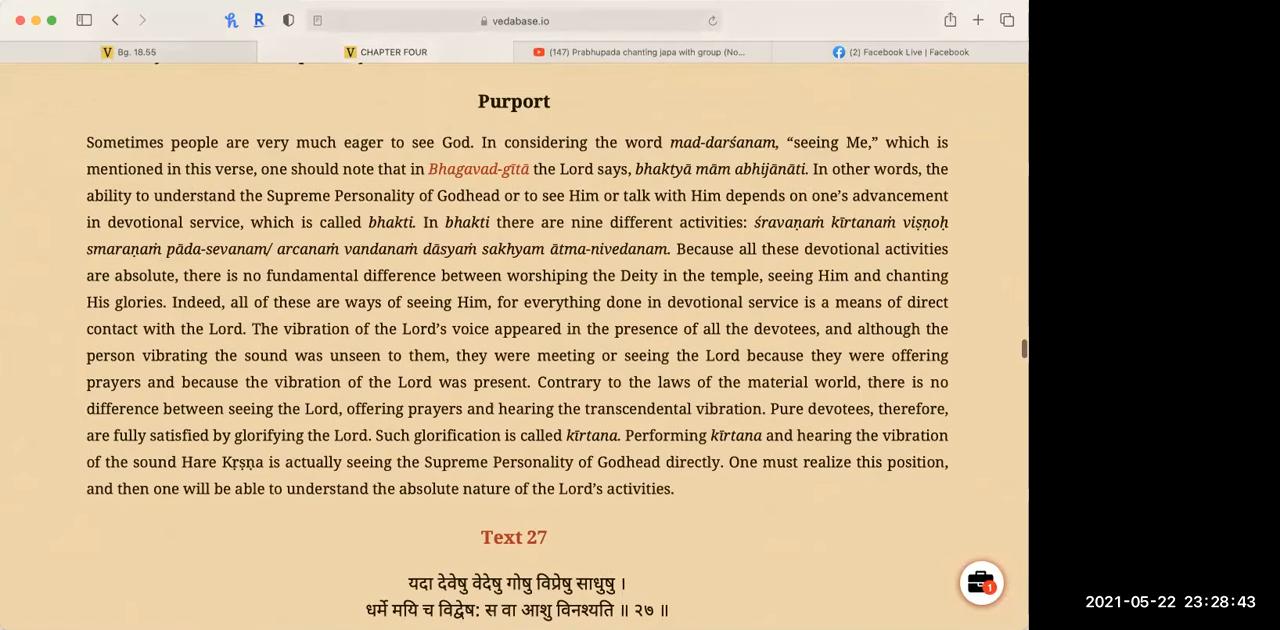 vedabase.io
Bg. 18.55
CHAPTER FOUR
(147) Prabhupada chanting japa with group (No...
(2) Facebook Live | Facebook
Purport
Sometimes people are very much eager to see God. In considering the word mad-darśanam, “seeing Me,” which is
mentioned in this verse, one should note that in Bhagavad-gītā the Lord says, bhaktyā mām abhijānāti. In other words, the
ability to understand the Supreme Personality of Godhead or to see Him or talk with Him depends on one’s advancement
in devotional service, which is called bhakti. In bhakti there are nine different activities: śravaṇaṁ kīrtanaṁ viṣṇoḥ
smaraṇaṁ pāda-sevanam/ arcanaṁ vandanaṁ dāsyaṁ sakhyam ātma-nivedanam. Because all these devotional activities
are absolute, there is no fundamental difference between worshiping the Deity in the temple, seeing Him and chanting
His glories. Indeed, all of these are ways of seeing Him, for everything done in devotional service is a means of direct
contact with the Lord. The vibration of the Lord’s voice appeared in the presence of all the devotees, and although the
person vibrating the sound was unseen to them, they were meeting or seeing the Lord because they were offering
prayers and because the vibration of the Lord was present. Contrary to the laws of the material world, there is no
difference between seeing the Lord, offering prayers and hearing the transcendental vibration. Pure devotees, therefore,
are fully satisfied by glorifying the Lord. Such glorification is called kīrtana. Performing kīrtana and hearing the vibration
of the sound Hare Kṛṣṇa is actually seeing the Supreme Personality of Godhead directly. One must realize this position,
and then one will be able to understand the absolute nature of the Lord’s activities.
Text 27
यदा देवेषु वेदेषु गोषु विप्रेषु साधुषु ।
धर्मे मयि च विद्वेष: स वा आशु विनश्यति ॥ २७ ॥
1
2021-05-22 23:28:43